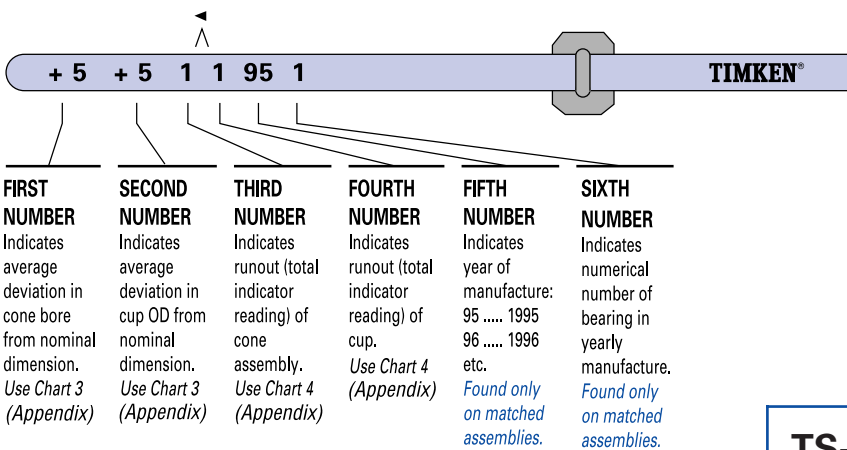 + 5 + 5 1 1 95 1 TIMKEN®
FIRST
NUMBER
Indicates
average
deviation in
cone bore
from nominal
dimension.
Use Chart 3
(Appendix)
SECOND
NUMBER
Indicates
average
deviation in
cup OD from
nominal
dimension.
Use Chart 3
(Appendix)
THIRD
NUMBER
Indicates
runout (total
indicator
reading) of
cone
assembly.
Use Chart 4
(Appendix)
FOURTH
NUMBER
Indicates
runout (total
indicator
reading) of
cup.
Use Chart 4
(Appendix)
FIFTH
NUMBER
Indicates
year of
manufacture:
95 ..... 1995
96 ..... 1996
etc.
Found only
on matched
assemblies.
SIXTH
NUMBER
Indicates
numerical
number of
bearing in
yearly
manufacture.
Found only
on matched
assemblies.
TS-